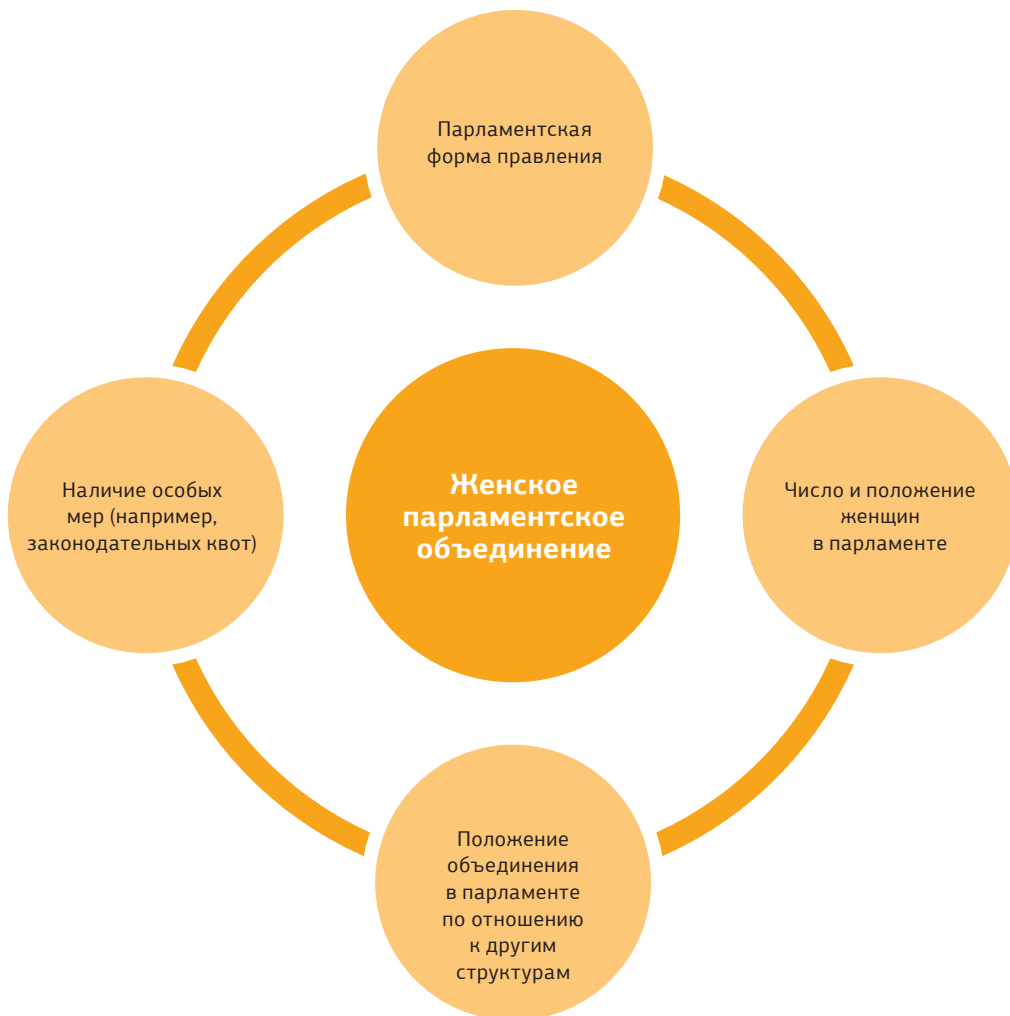 Парламентская
форма правления
Наличие особых
мер (например,
законодательных квот)
Женское
парламентское
объединение
Число и положение
женщин
в парламенте
Положение
объединения
в парламенте
по отношению
к другим
структурам